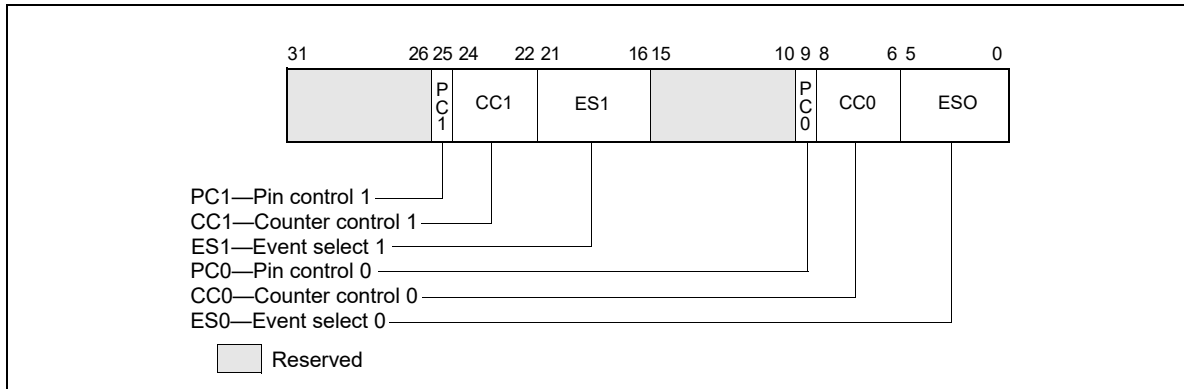 31 26 25 24 22 21 16 15 10 9 8 6 5 0
PC1 CC1 ES1 PC0 CC0 ESO
PC1—Pin control 1
CC1—Counter control 1
ES1—Event select 1
PC0—Pin control 0
CC0—Counter control 0
ES0—Event select 0
Reserved